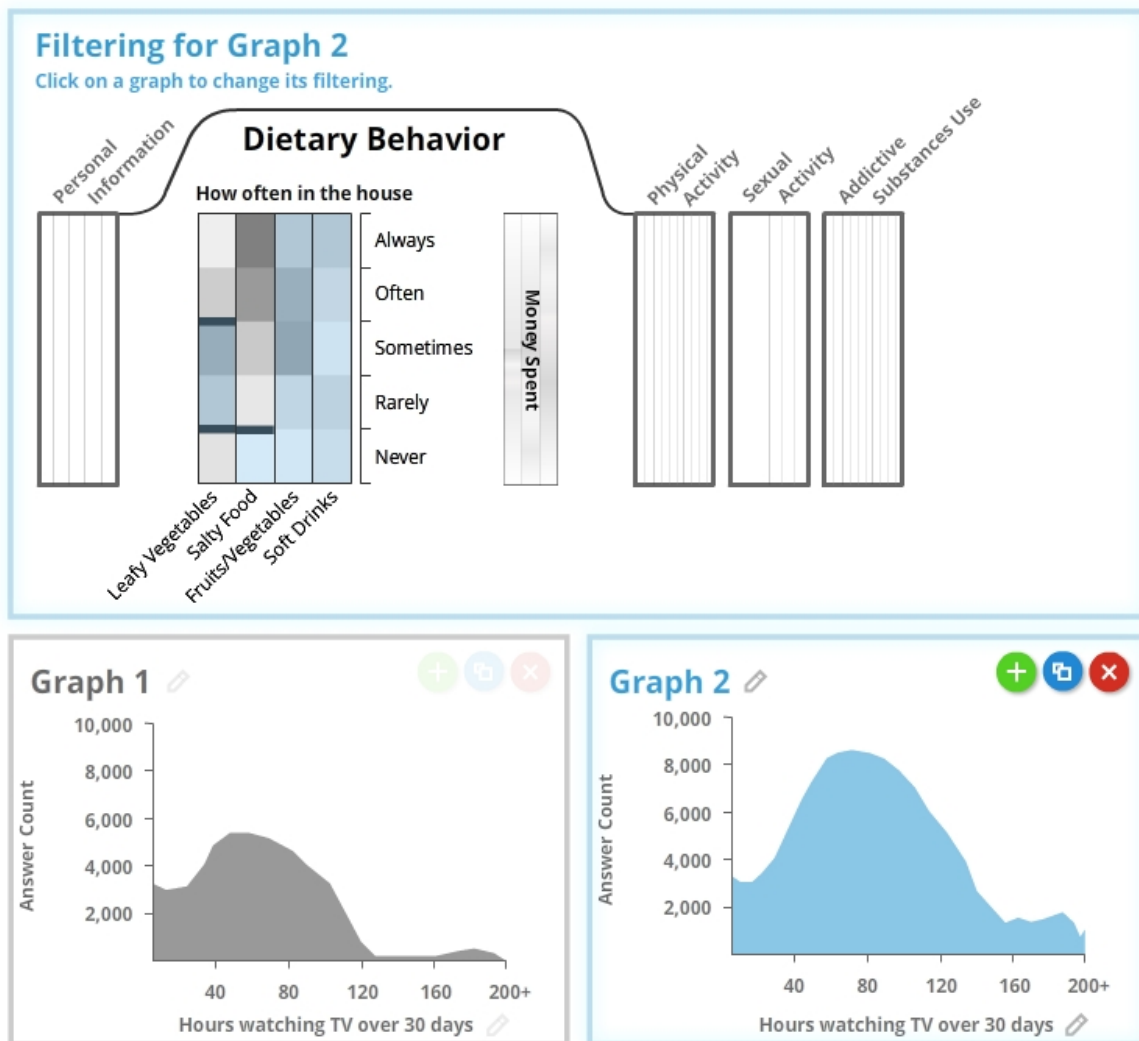 Filtering for Graph 2
Click on a graph to change its filtering.
Personal
Information
Dietary Behavior
Physical
Activity
Sexual
Activity
Addictive
Substances Use
How often in the house
Always
Often
Sometimes
Rarely
Never
Money Spent
Leafy Vegetables
Salty Food
Fruits/Vegetables
Soft Drinks
Graph 1
10,000
8,000
6,000
4,000
2,000
Answer Count
40 80 120 160 200+
Hours watching TV over 30 days
Graph 2
10,000
8,000
6,000
4,000
2,000
Answer Count
40 80 120 160 200+
Hours watching TV over 30 days